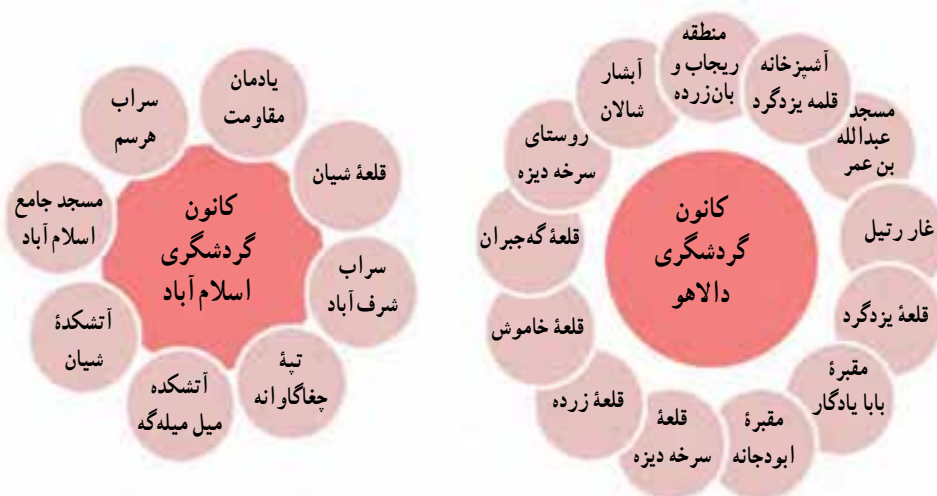 کانون
گردشگری
دالاهو
منطقه
ریجاب و
بان‌زرده
آشپزخانه
قلمه یزدگرد
مسجد
عبدالله
بن عمر
غار رتیل
قلعهٔ یزدگرد
مقبرهٔ
بابا یادگار
مقبرهٔ
ابودجانه
قلعهٔ
سرخه دیزه
قلعهٔ زرده
قلعهٔ خاموش
قلعهٔ گه‌جبران
روستای
سرخه دیزه
آبشار
شالان
کانون
گردشگری
اسلام آباد
یادمان
مقاومت
قلعهٔ شیان
سراب
شرف آباد
تپهٔ
چغاگاوانه
آتشکده
میل میله‌گه
آتشکدهٔ
شیان
مسجد جامع
اسلام آباد
سراب
هرسم